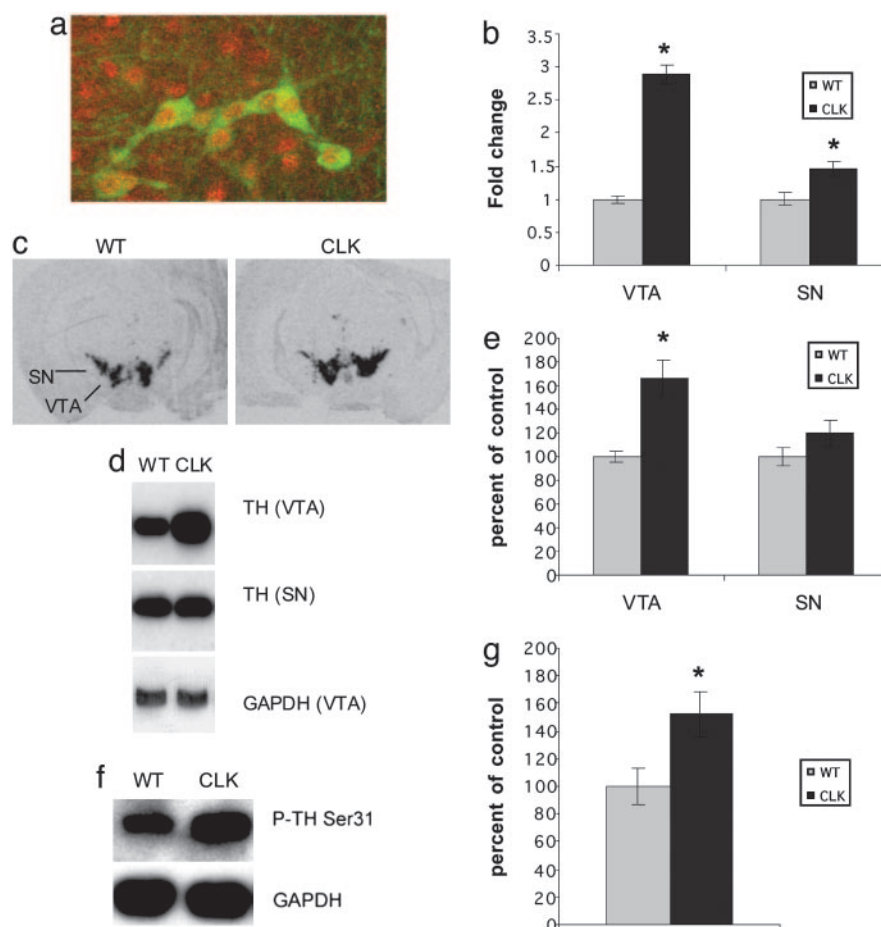 a
b
Fold change
3.5
3
2.5
2
1.5
1
0.5
0
*
*
WT
CLK
VTA
SN
c
WT
CLK
SN
VTA
d
WT CLK
TH (VTA)
TH (SN)
GAPDH (VTA)
e
percent of control
200
180
160
140
120
100
80
60
40
20
0
*
WT
CLK
VTA
SN
f
WT
CLK
P-TH Ser31
GAPDH
g
percent of control
200
180
160
140
120
100
80
60
40
20
0
*
WT
CLK